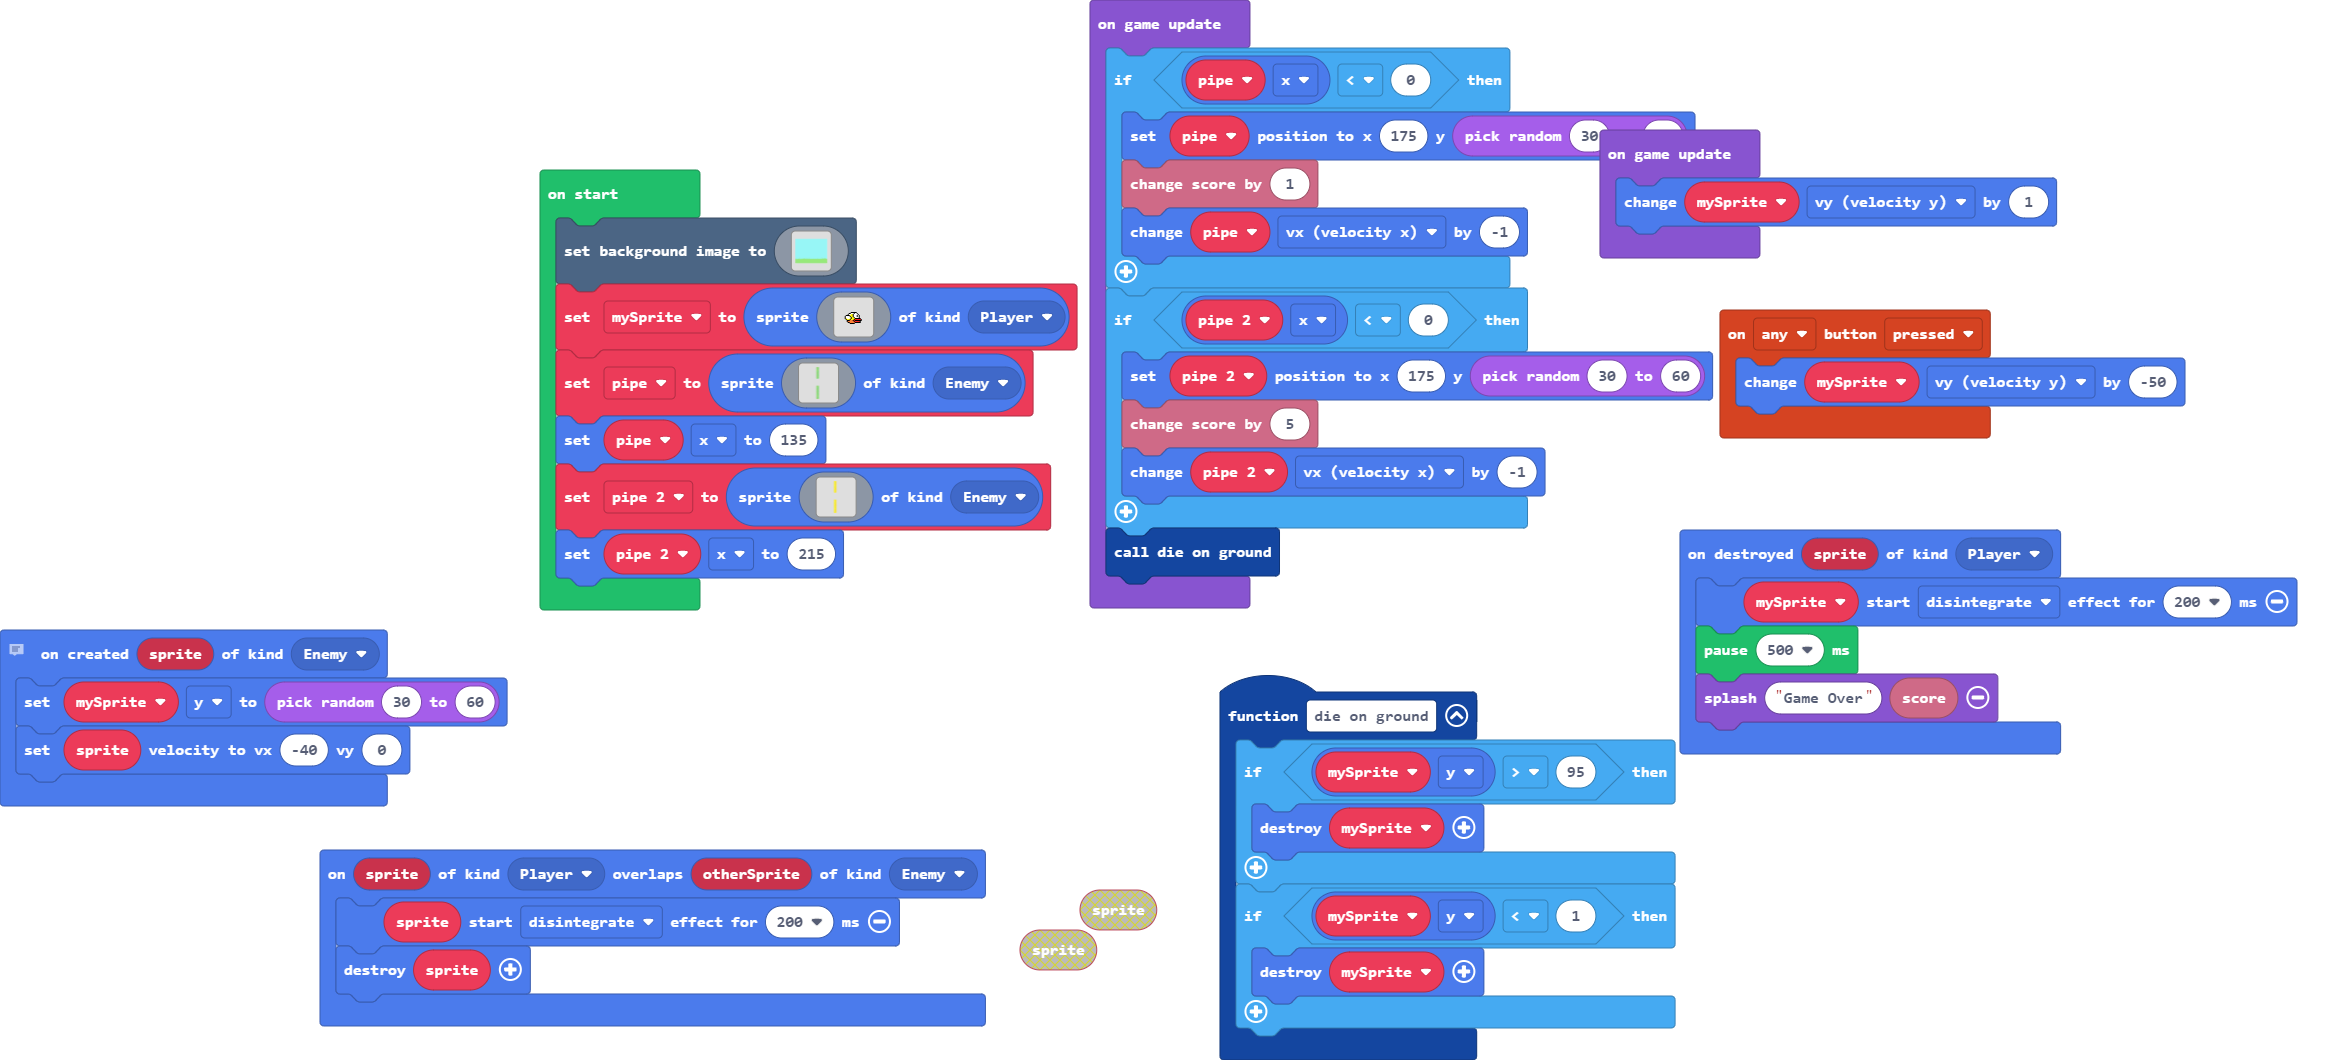 on start
set background image to
set mySprite to sprite of kind Player
set pipe to sprite of kind Enemy
set pipe x to 135
set pipe 2 to sprite of kind Enemy
set pipe 2 x to 215
on game update
if pipe x < 0 then
set pipe position to x 175 y pick random 30
change score by 1
change pipe vx (velocity x) by -1
if pipe 2 x < 0 then
set pipe 2 position to x 175 y pick random 30 to 60
change score by 5
change pipe 2 vx (velocity x) by -1
call die on ground
on game update
change mySprite vy (velocity y) by 1
on any button pressed
change mySprite vy (velocity y) by -50
on destroyed sprite of kind Player
mySprite start disintegrate effect for 200 ms
pause 500 ms
splash "Game Over" score
on created sprite of kind Enemy
set mySprite y to pick random 30 to 60
set sprite velocity to vx -40 vy 0
on sprite of kind Player overlaps otherSprite of kind Enemy
sprite start disintegrate effect for 200 ms
destroy sprite
sprite
sprite
function die on ground
if mySprite y > 95 then
destroy mySprite
if mySprite y < 1 then
destroy mySprite